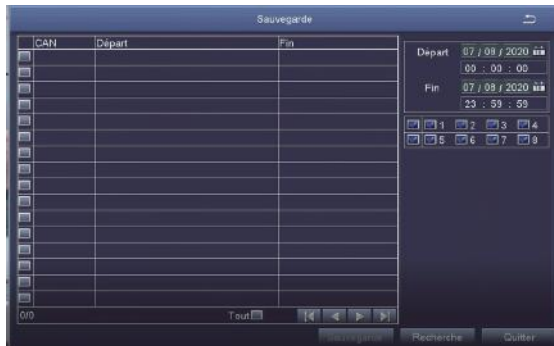 Sauvegarde
CAN Départ Fin
Départ 07 / 08 / 2020
00 : 00 : 00
Fin 07 / 08 / 2020
23 : 59 : 59
1 2 3 4
5 6 7 8
0/0 Tout
Sauvegarde Recherche Quitter